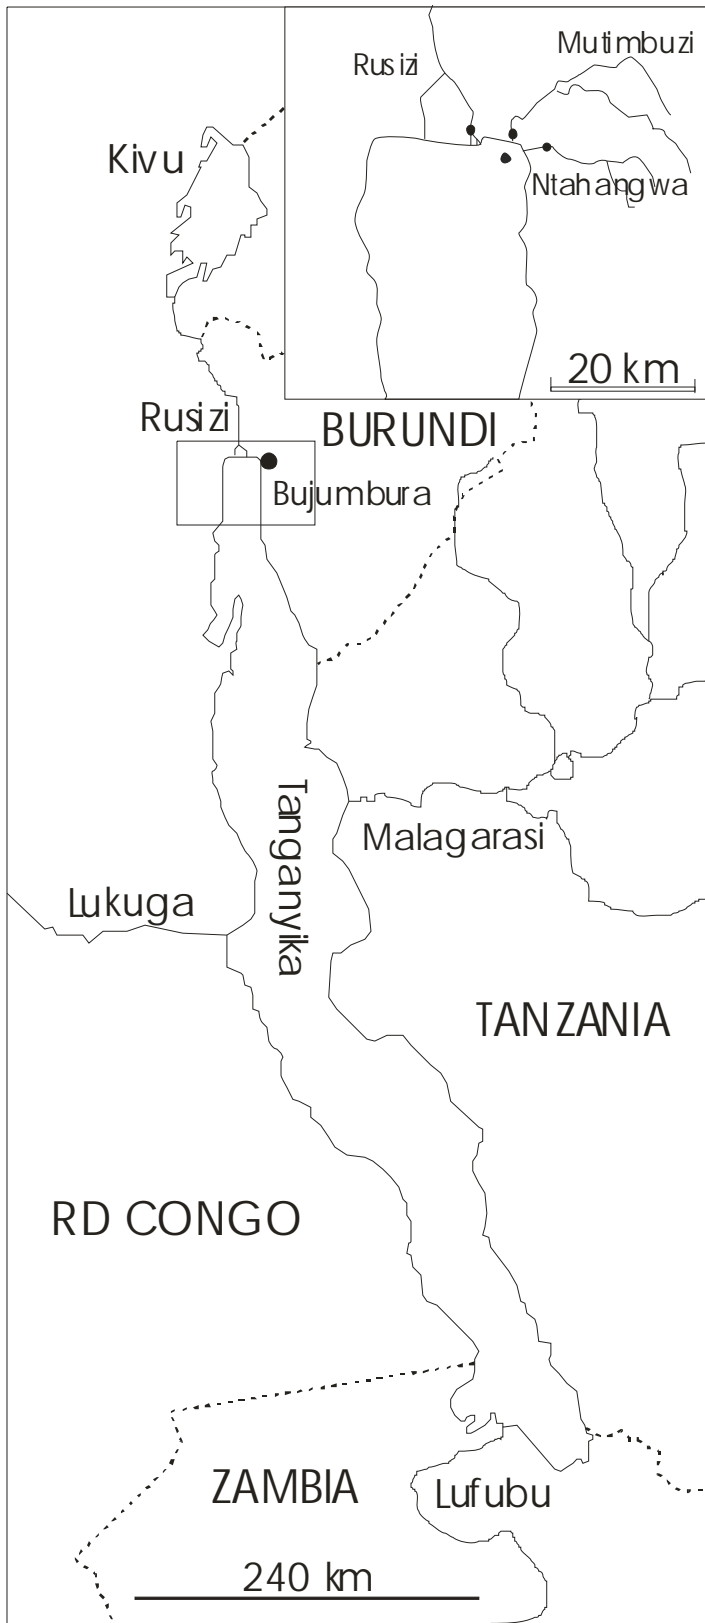 Mutimbuzi
Rusizi
Kivu
Ntahangwa
20 km
Rusizi
BURUNDI
Bujumbura
Tanganyika
Malagarasi
Lukuga
TANZANIA
RD CONGO
ZAMBIA
Lufubu
240 km